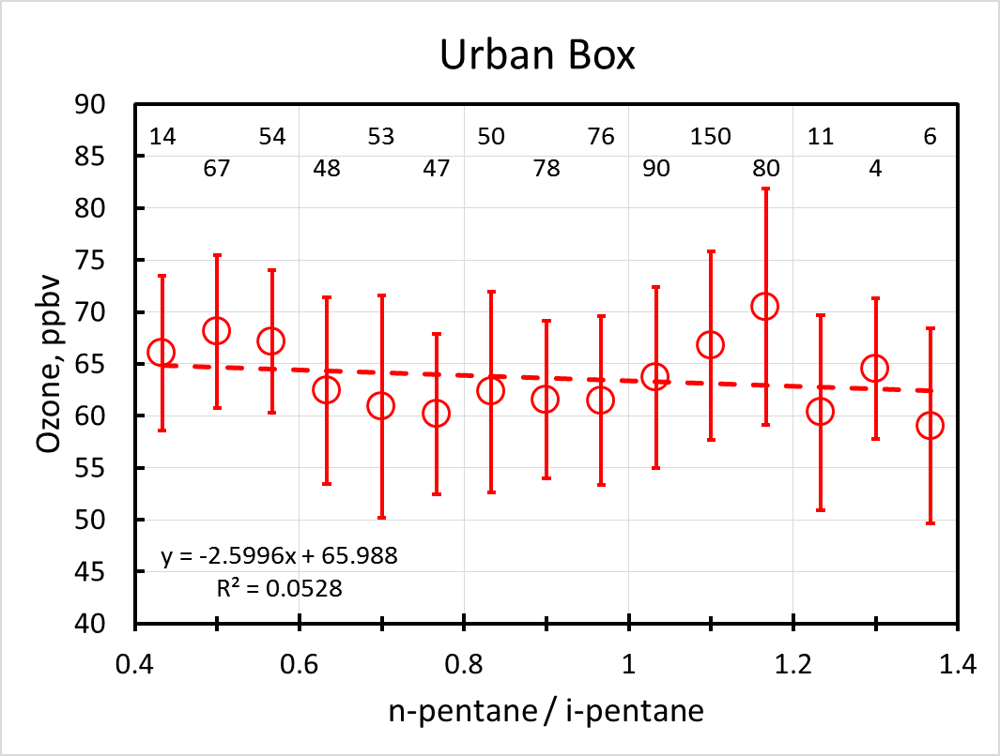 Urban Box
90
14 54 53 50 76 150 11 6
85
67 48 47 78 90 80 4
80
75
70
65
60
55
50
45
40
Ozone, ppbv
y = -2.5996x + 65.988
R² = 0.0528
0.4 0.6 0.8 1 1.2 1.4
n-pentane / i-pentane